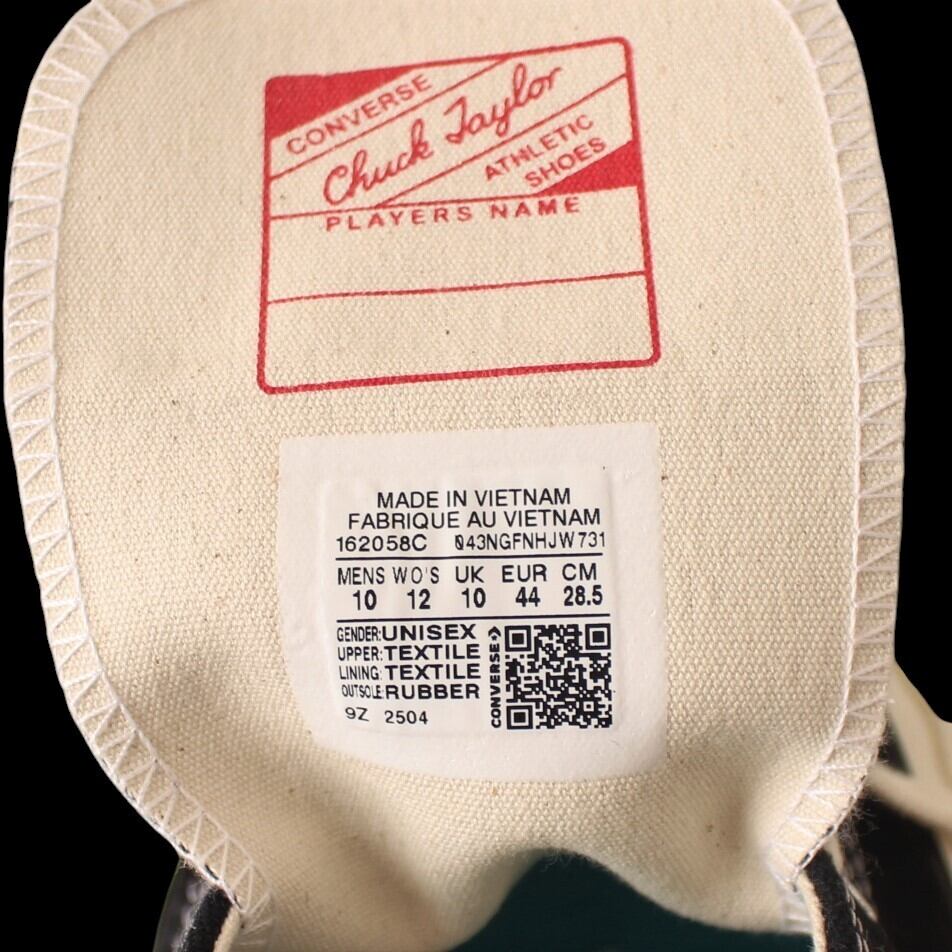 CONVERSE
Chuck Taylor
ATHLETIC
SHOES
PLAYERS NAME
MADE IN VIETNAM
FABRIQUE AU VIETNAM
162058C 043NGFNHJW731
MENS WO'S UK EUR CM
10 12 10 44 28.5
GENDER:UNISEX
UPPER:TEXTILE
LINING:TEXTILE
OUTSOLE:RUBBER
9Z 2504
CONVERSE